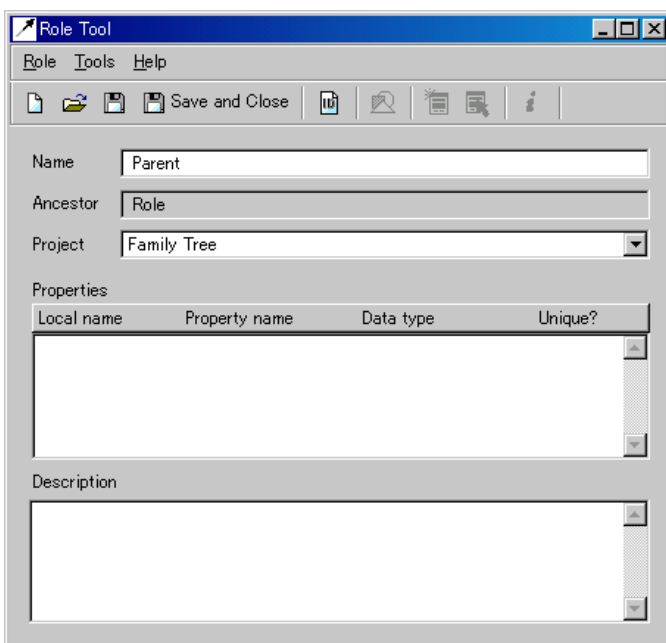 Role Tool
Role Tools Help
Save and Close
Name Parent
Ancestor Role
Project Family Tree
Properties
Local name Property name Data type Unique?
Description